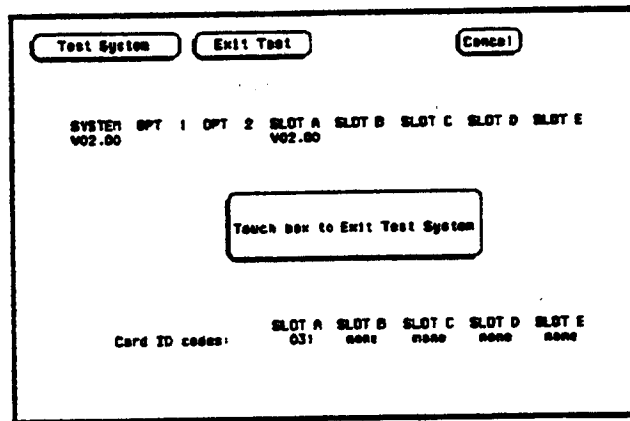 Test System Exit Test Cancel
SYSTEM OPT 1 OPT 2 SLOT A SLOT B SLOT C SLOT D SLOT E
V02.00 V02.00
Touch box to Exit Test System
SLOT A SLOT B SLOT C SLOT D SLOT E
Card ID codes: 031 none none none none